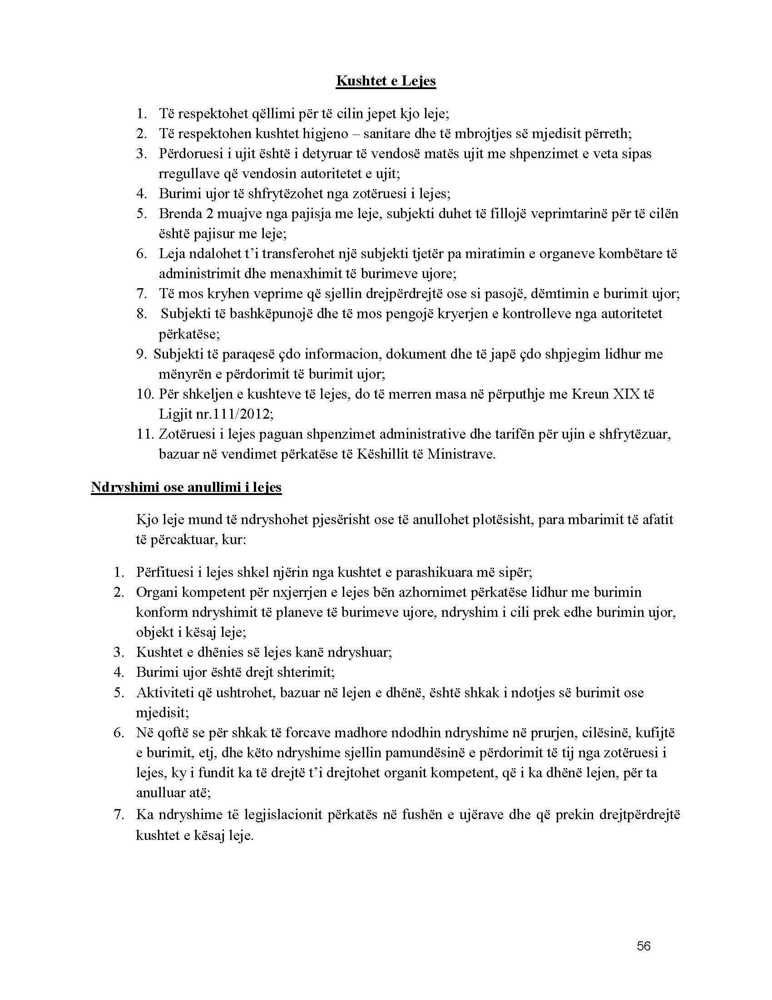 Kushtet e Lejes
1. Të respektohet qëllimi për të cilin jepet kjo leje;
2. Të respektohen kushtet higjeno – sanitare dhe të mbrojtjes së mjedisit përreth;
3. Përdoruesi i ujit është i detyruar të vendosë matës ujit me shpenzimet e veta sipas
rregullave që vendosin autoritetet e ujit;
4. Burimi ujor të shfrytëzohet nga zotëruesi i lejes;
5. Brenda 2 muajve nga pajisja me leje, subjekti duhet të fillojë veprimtarinë për të cilën
është pajisur me leje;
6. Leja ndalohet t’i transferohet një subjekti tjetër pa miratimin e organeve kombëtare të
administrimit dhe menaxhimit të burimeve ujore;
7. Të mos kryhen veprime që sjellin drejpërdrejtë ose si pasojë, dëmtimin e burimit ujor;
8. Subjekti të bashkëpunojë dhe të mos pengojë kryerjen e kontrolleve nga autoritetet
përkatëse;
9. Subjekti të paraqesë çdo informacion, dokument dhe të japë çdo shpjegim lidhur me
mënyrën e përdorimit të burimit ujor;
10. Për shkeljen e kushteve të lejes, do të merren masa në përputhje me Kreun XIX të
Ligjit nr.111/2012;
11. Zotëruesi i lejes paguan shpenzimet administrative dhe tarifën për ujin e shfrytëzuar,
bazuar në vendimet përkatëse të Këshillit të Ministrave.
Ndryshimi ose anullimi i lejes
Kjo leje mund të ndryshohet pjesërisht ose të anullohet plotësisht, para mbarimit të afatit
të përcaktuar, kur:
1. Përfituesi i lejes shkel njërin nga kushtet e parashikuara më sipër;
2. Organi kompetent për nxjerrjen e lejes bën azhornimet përkatëse lidhur me burimin
konform ndryshimit të planeve të burimeve ujore, ndryshim i cili prek edhe burimin ujor,
objekt i kësaj leje;
3. Kushtet e dhënies së lejes kanë ndryshuar;
4. Burimi ujor është drejt shterimit;
5. Aktiviteti që ushtrohet, bazuar në lejen e dhënë, është shkak i ndotjes së burimit ose
mjedisit;
6. Në qoftë se për shkak të forcave madhore ndodhin ndryshime në prurjen, cilësinë, kufijtë
e burimit, etj, dhe këto ndryshime sjellin pamundësinë e përdorimit të tij nga zotëruesi i
lejes, ky i fundit ka të drejtë t’i drejtohet organit kompetent, që i ka dhënë lejen, për ta
anulluar atë;
7. Ka ndryshime të legjislacionit përkatës në fushën e ujërave dhe që prekin drejtpërdrejtë
kushtet e kësaj leje.
56